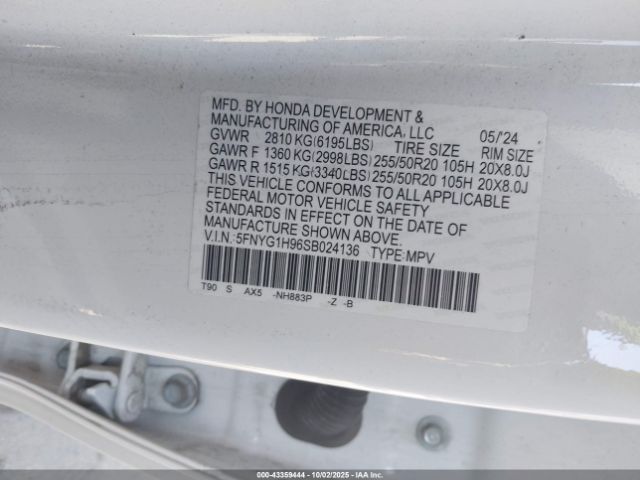 MFD. BY HONDA DEVELOPMENT &
MANUFACTURING OF AMERICA, LLC 05/'24
GVWR 2810 KG(6195LBS) TIRE SIZE RIM SIZE
GAWR F 1360 KG(2998LBS) 255/50R20 105H 20X8.0J
GAWR R 1515 KG(3340LBS) 255/50R20 105H 20X8.0J
THIS VEHICLE CONFORMS TO ALL APPLICABLE
FEDERAL MOTOR VEHICLE SAFETY
STANDARDS IN EFFECT ON THE DATE OF
MANUFACTURE SHOWN ABOVE.
V.I.N.:5FNYG1H96SB024136 TYPE:MPV
T90 S AX5 -NH883P -Z -B
000-43359444 | 10/02/2025 | IAA Inc.